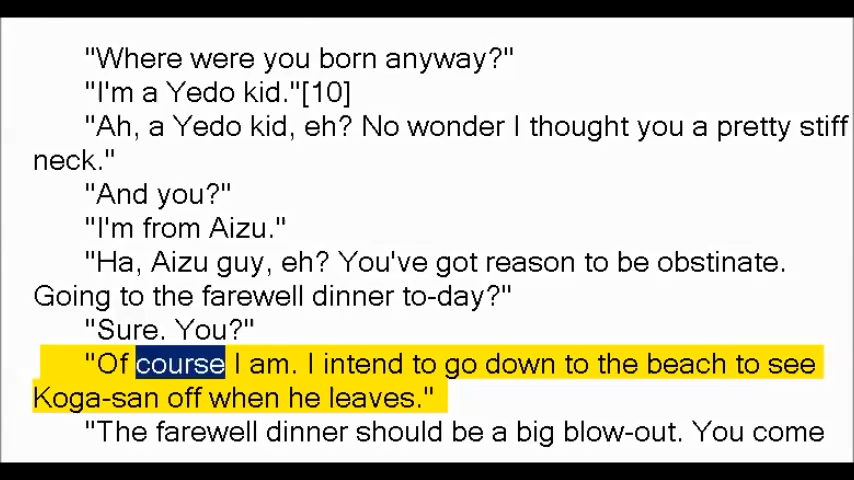 "Where were you born anyway?"
"I'm a Yedo kid."[10]
"Ah, a Yedo kid, eh? No wonder I thought you a pretty stiff
neck."
"And you?"
"I'm from Aizu."
"Ha, Aizu guy, eh? You've got reason to be obstinate.
Going to the farewell dinner to-day?"
"Sure. You?"
"Of course I am. I intend to go down to the beach to see
Koga-san off when he leaves."
"The farewell dinner should be a big blow-out. You come